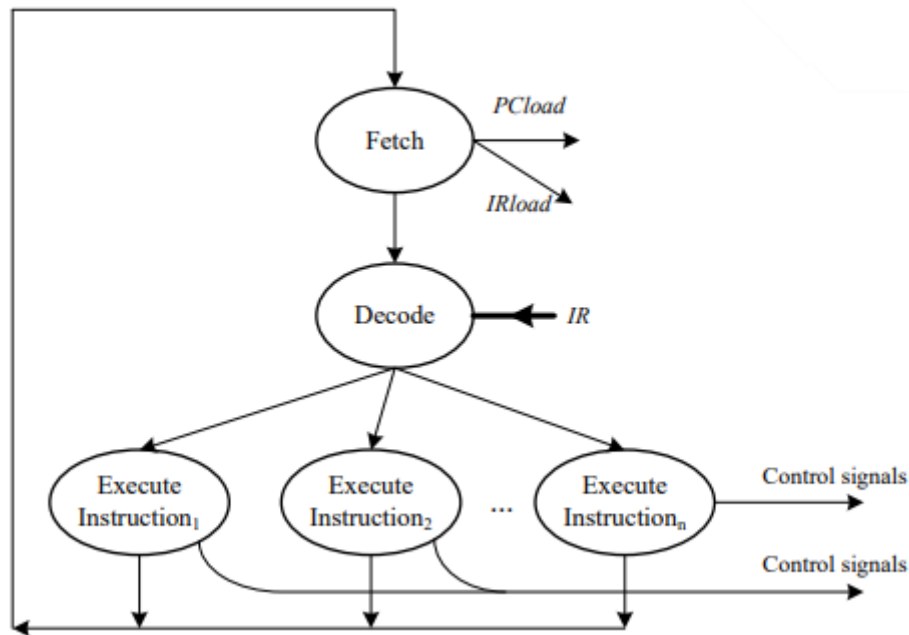 PCload
Fetch
IRload
Decode
IR
Execute
Instruction₁
Execute
Instruction₂
...
Execute
Instructionₙ
Control signals
Control signals